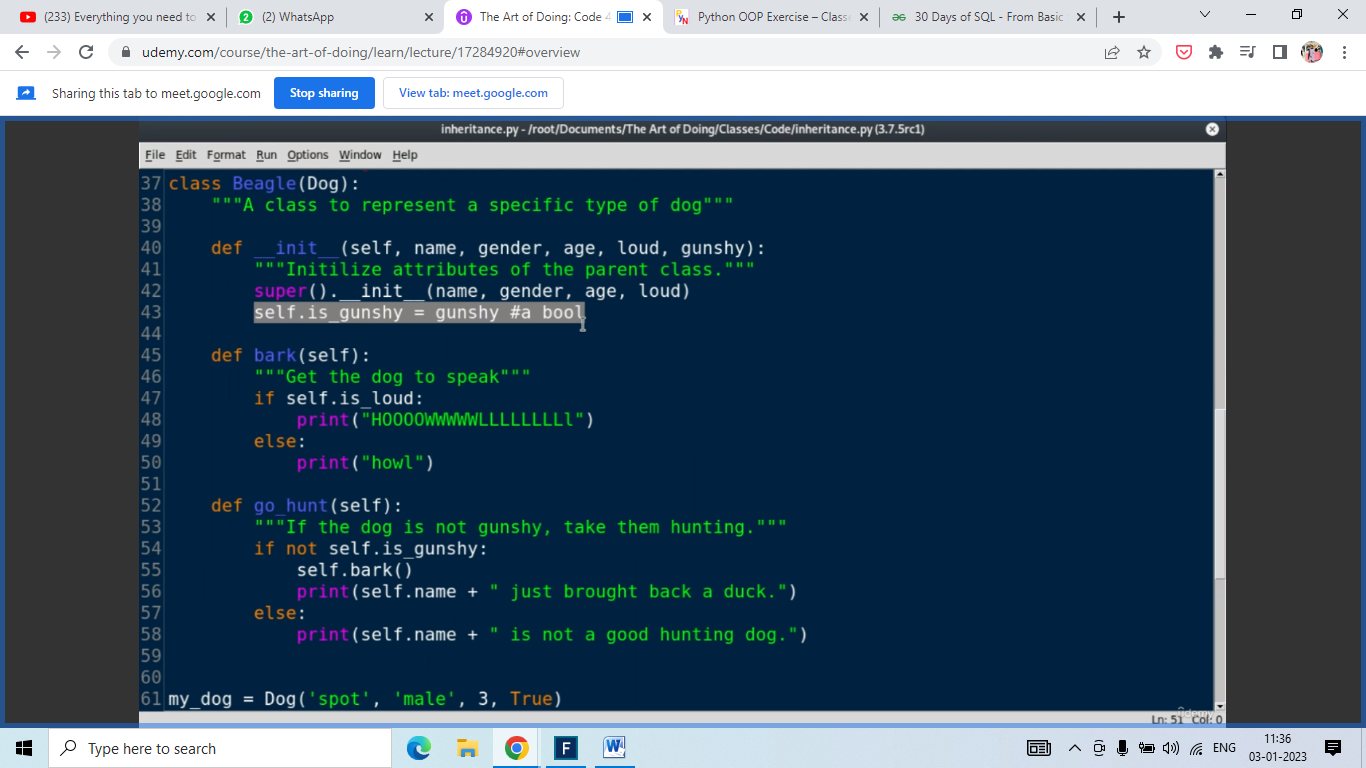 (233) Everything you need to
(2) WhatsApp
The Art of Doing: Code 4
Python OOP Exercise – Classe
30 Days of SQL - From Basic
udemy.com/course/the-art-of-doing/learn/lecture/17284920#overview
Sharing this tab to meet.google.com
Stop sharing
View tab: meet.google.com
inheritance.py - /root/Documents/The Art of Doing/Classes/Code/inheritance.py (3.7.5rc1)
File Edit Format Run Options Window Help
37 class Beagle(Dog):
38 """A class to represent a specific type of dog"""
39
40 def __init__(self, name, gender, age, loud, gunshy):
41 """Initilize attributes of the parent class."""
42 super().__init__(name, gender, age, loud)
43 self.is_gunshy = gunshy #a bool
44
45 def bark(self):
46 """Get the dog to speak"""
47 if self.is_loud:
48 print("HOOOOWWWWWLLLLLLLLl")
49 else:
50 print("howl")
51
52 def go_hunt(self):
53 """If the dog is not gunshy, take them hunting."""
54 if not self.is_gunshy:
55 self.bark()
56 print(self.name + " just brought back a duck.")
57 else:
58 print(self.name + " is not a good hunting dog.")
59
60
61 my_dog = Dog('spot', 'male', 3, True)
Udemy
Ln: 51 Col: 0
Type here to search
F
W
ENG
11:36
03-01-2023